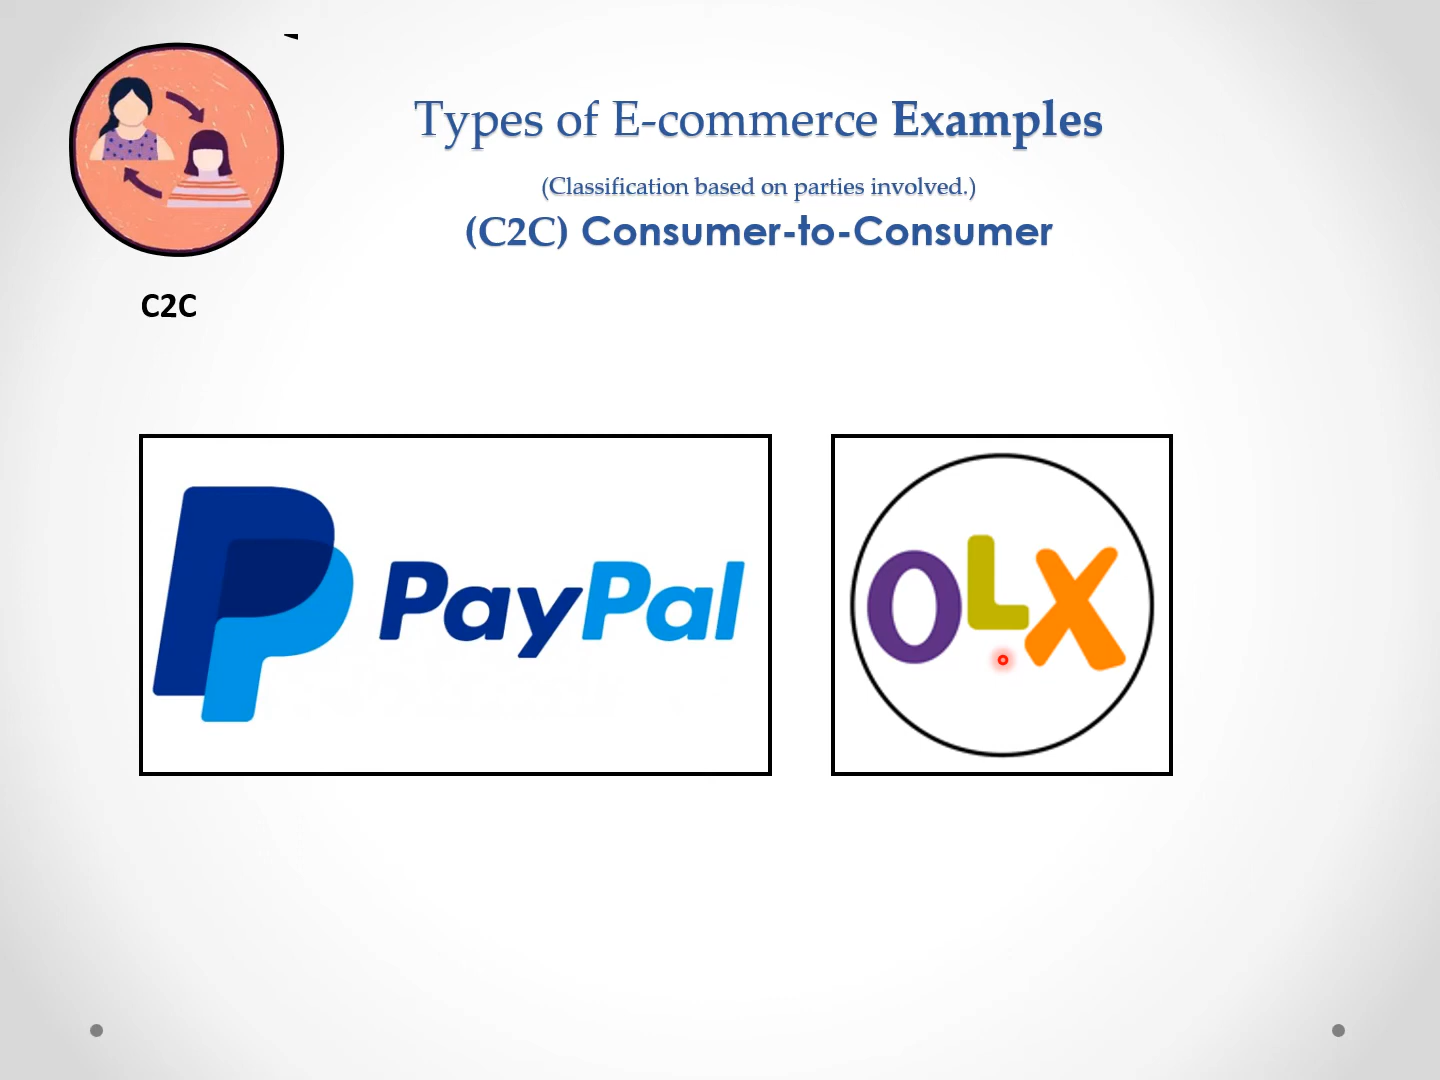 Types of E-commerce Examples
(Classification based on parties involved.)
(C2C) Consumer-to-Consumer
C2C
PayPal
OLX